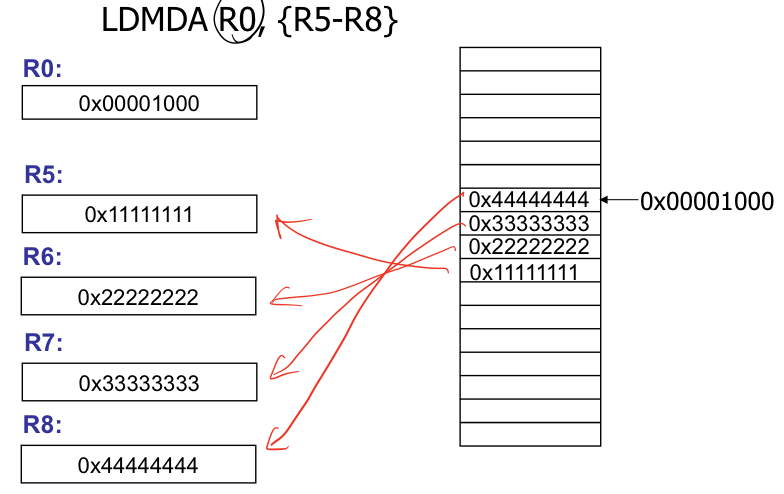 LDMDA R0, {R5-R8}
R0:
0x00001000
R5:
0x11111111
R6:
0x22222222
R7:
0x33333333
R8:
0x44444444
0x44444444
0x00001000
0x33333333
0x22222222
0x11111111